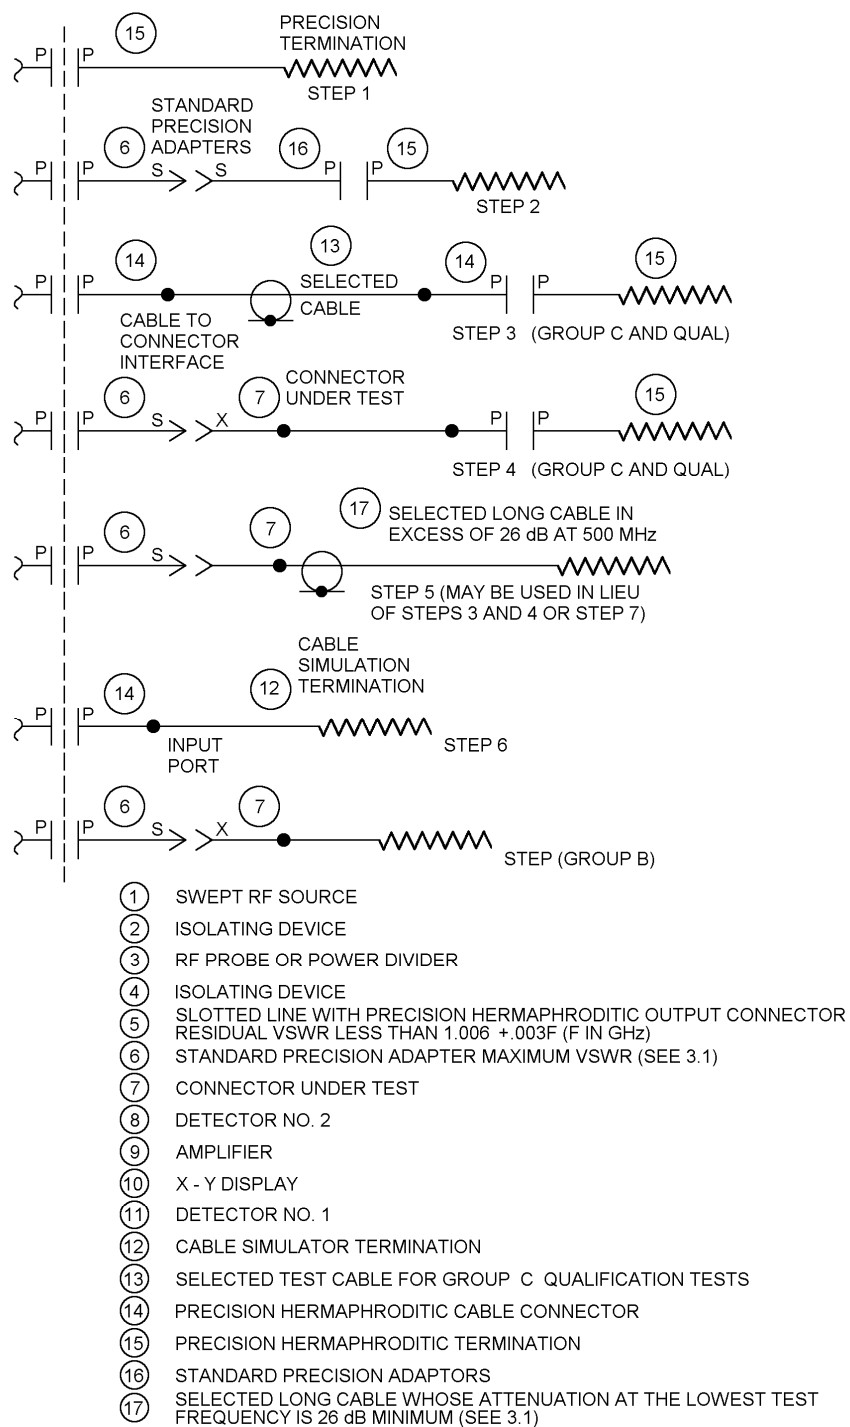 15 PRECISION
TERMINATION
P P
STEP 1
STANDARD
PRECISION
6 ADAPTERS 16 15
P P S S P P
STEP 2
14 13 14 15
P P SELECTED P P
CABLE
CABLE TO
CONNECTOR
INTERFACE
STEP 3 (GROUP C AND QUAL)
6 7 CONNECTOR
UNDER TEST 15
P P S X P P
STEP 4 (GROUP C AND QUAL)
6 7 17 SELECTED LONG CABLE IN
EXCESS OF 26 dB AT 500 MHz
P P S
STEP 5 (MAY BE USED IN LIEU
OF STEPS 3 AND 4 OR STEP 7)
CABLE
SIMULATION
14 12 TERMINATION
P P
INPUT
PORT
STEP 6
6 7
P P S X
STEP (GROUP B)
1 SWEPT RF SOURCE
2 ISOLATING DEVICE
3 RF PROBE OR POWER DIVIDER
4 ISOLATING DEVICE
5 SLOTTED LINE WITH PRECISION HERMAPHRODITIC OUTPUT CONNECTOR
RESIDUAL VSWR LESS THAN 1.006 +.003F (F IN GHz)
6 STANDARD PRECISION ADAPTER MAXIMUM VSWR (SEE 3.1)
7 CONNECTOR UNDER TEST
8 DETECTOR NO. 2
9 AMPLIFIER
10 X - Y DISPLAY
11 DETECTOR NO. 1
12 CABLE SIMULATOR TERMINATION
13 SELECTED TEST CABLE FOR GROUP C QUALIFICATION TESTS
14 PRECISION HERMAPHRODITIC CABLE CONNECTOR
15 PRECISION HERMAPHRODITIC TERMINATION
16 STANDARD PRECISION ADAPTORS
17 SELECTED LONG CABLE WHOSE ATTENUATION AT THE LOWEST TEST
FREQUENCY IS 26 dB MINIMUM (SEE 3.1)